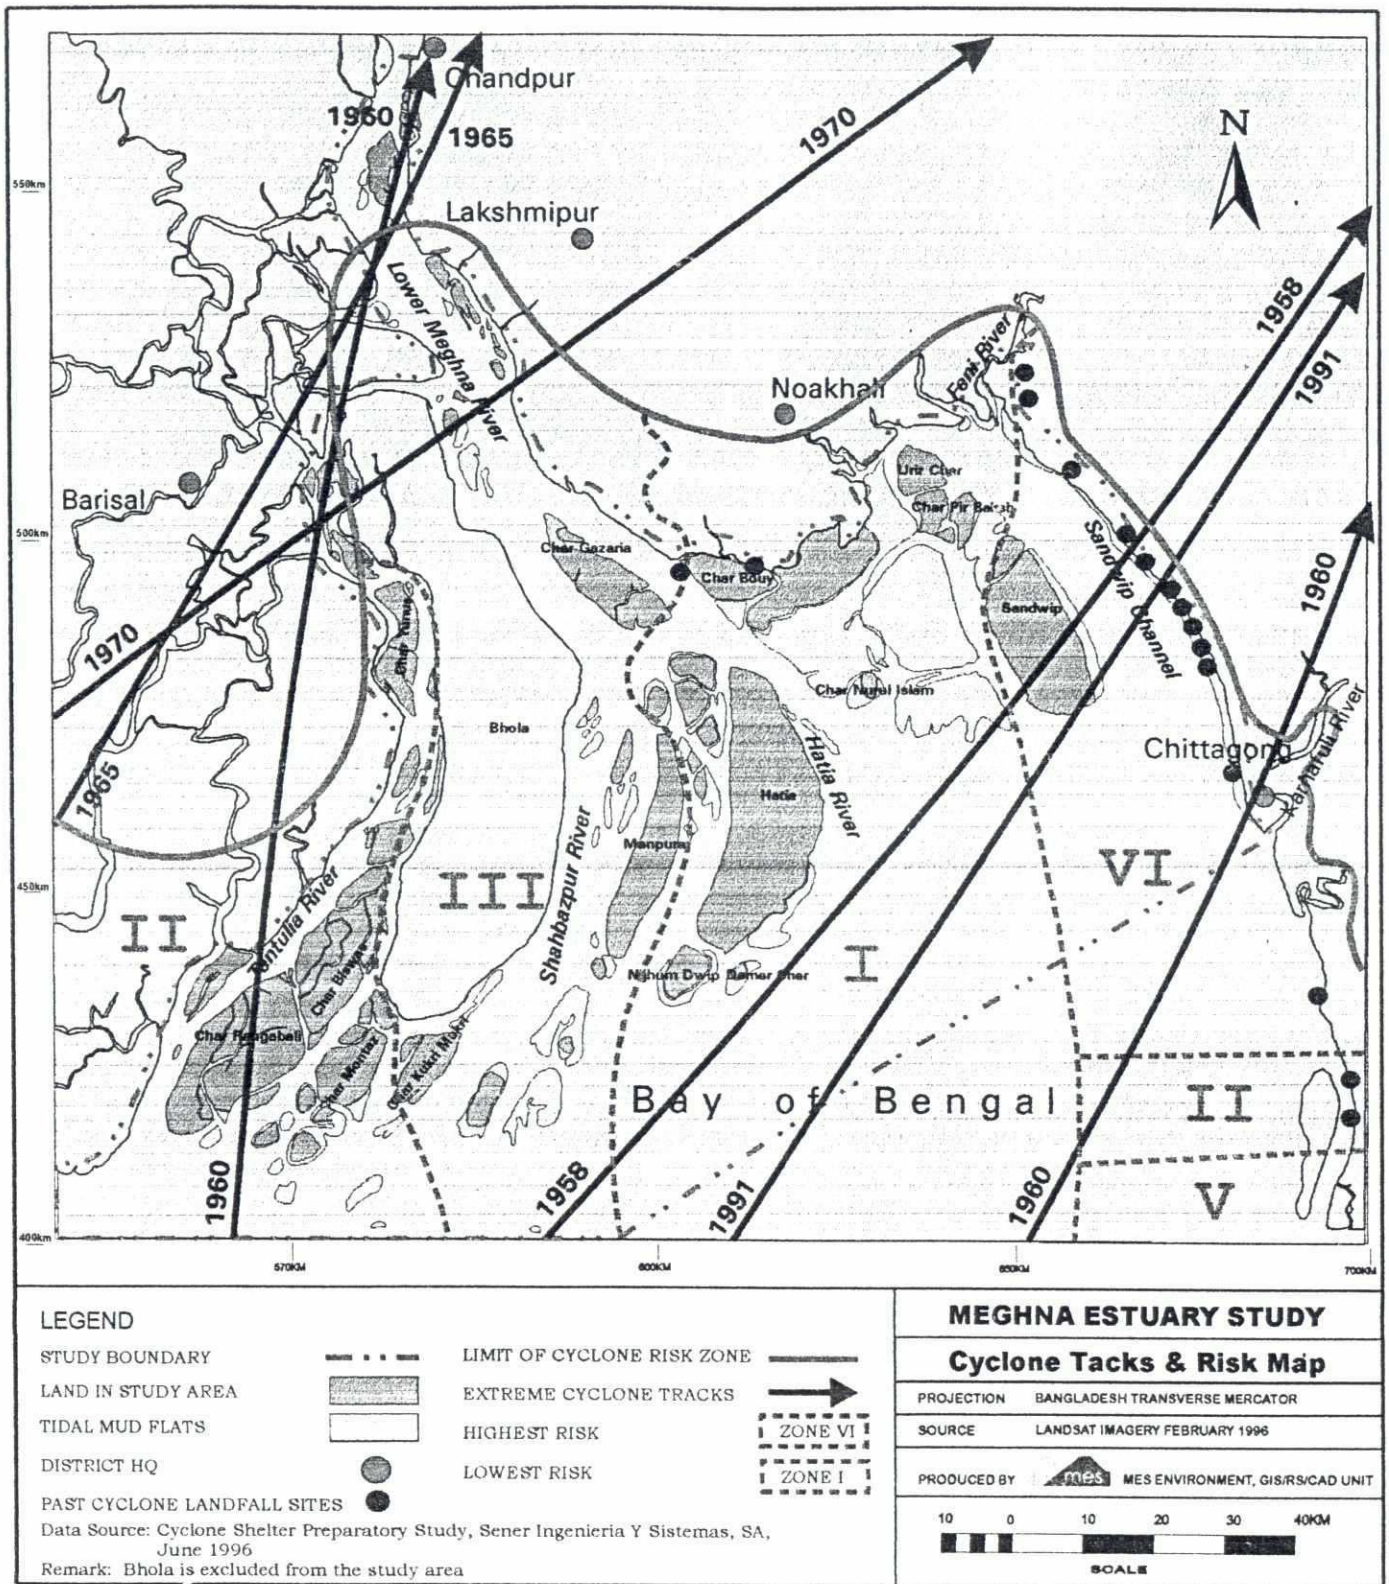 Chandpur
1960
1965
1970
N
550km
Lakshmipur
Lower Meghna River
1958
1991
Feni River
Noakhali
Barisal
Urir Char
Char Pir Baksh
500km
Char Gazaria
Char Bouy
Sandwip
Sandwip Channel
1960
1970
Char Yunus
Char Nurul Islam
Bhola
Hatia River
Chittagong
Karnafuli River
1965
Hatia
Manpura
Shahbazpur River
VI
450km
III
II
Tentulia River
I
Nijhum Dwip Damar Char
Char Biswas
Char Rangabali
Char Montaz
Char Kukri Mukri
Bay of Bengal
II
1960
1958
1991
1960
V
400km
570KM
600KM
650KM
700KM
LEGEND
STUDY BOUNDARY
LIMIT OF CYCLONE RISK ZONE
LAND IN STUDY AREA
EXTREME CYCLONE TRACKS
TIDAL MUD FLATS
HIGHEST RISK
ZONE VI
DISTRICT HQ
LOWEST RISK
ZONE I
PAST CYCLONE LANDFALL SITES
Data Source: Cyclone Shelter Preparatory Study, Sener Ingenieria Y Sistemas, SA,
June 1996
Remark: Bhola is excluded from the study area
MEGHNA ESTUARY STUDY
Cyclone Tacks & Risk Map
PROJECTION BANGLADESH TRANSVERSE MERCATOR
SOURCE LANDSAT IMAGERY FEBRUARY 1996
PRODUCED BY mes MES ENVIRONMENT, GIS/RS/CAD UNIT
10 0 10 20 30 40KM
SCALE